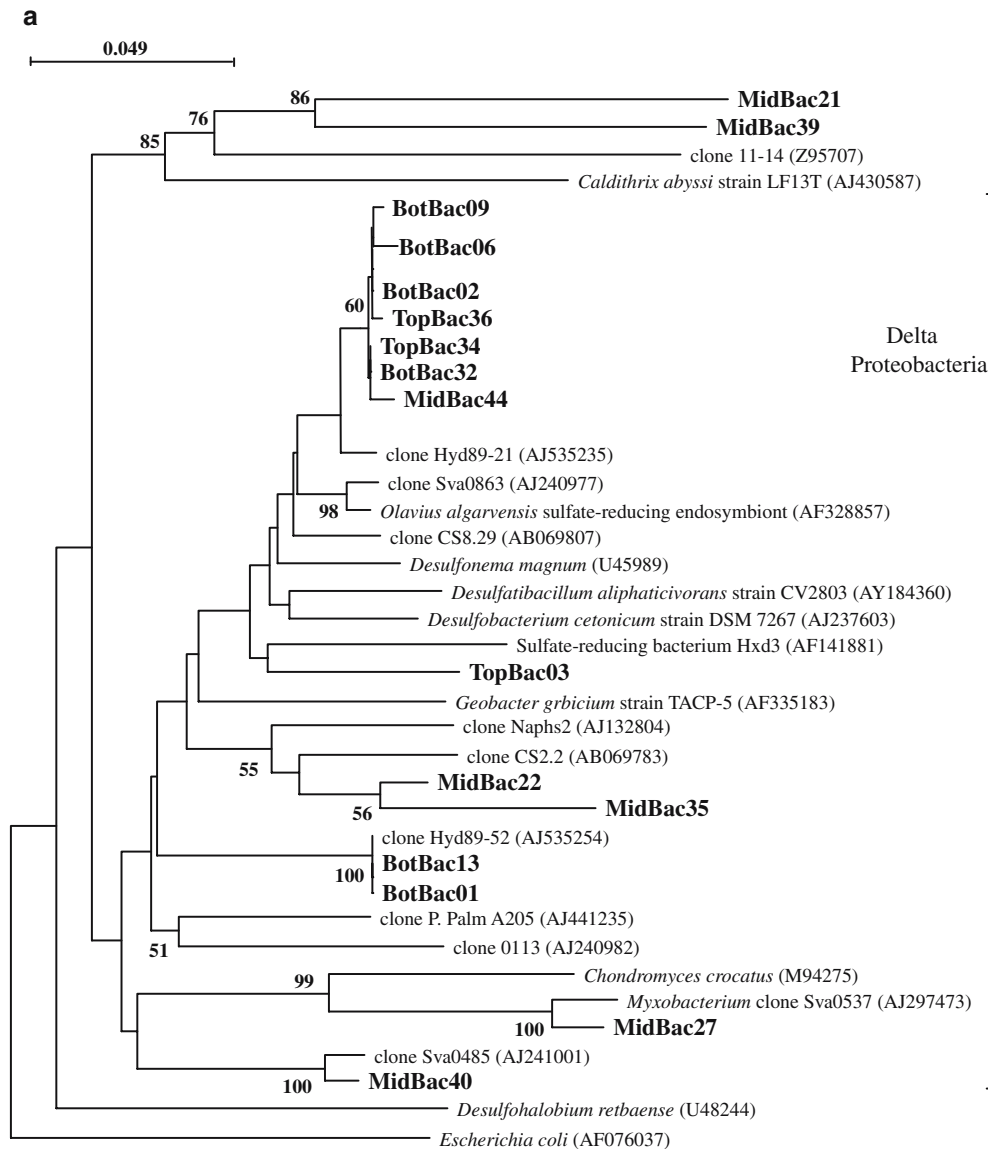 a
0.049
86
MidBac21
76
MidBac39
85
clone 11-14 (Z95707)
Caldithrix abyssi strain LF13T (AJ430587)
BotBac09
BotBac06
BotBac02
60
TopBac36
Delta
Proteobacteria
TopBac34
BotBac32
MidBac44
clone Hyd89-21 (AJ535235)
clone Sva0863 (AJ240977)
98
Olavius algarvensis sulfate-reducing endosymbiont (AF328857)
clone CS8.29 (AB069807)
Desulfonema magnum (U45989)
Desulfatibacillum aliphaticivorans strain CV2803 (AY184360)
Desulfobacterium cetonicum strain DSM 7267 (AJ237603)
Sulfate-reducing bacterium Hxd3 (AF141881)
TopBac03
Geobacter grbicium strain TACP-5 (AF335183)
clone Naphs2 (AJ132804)
clone CS2.2 (AB069783)
55
MidBac22
56
MidBac35
clone Hyd89-52 (AJ535254)
BotBac13
100
BotBac01
clone P. Palm A205 (AJ441235)
51
clone 0113 (AJ240982)
99
Chondromyces crocatus (M94275)
Myxobacterium clone Sva0537 (AJ297473)
100
MidBac27
clone Sva0485 (AJ241001)
100
MidBac40
Desulfohalobium retbaense (U48244)
Escherichia coli (AF076037)